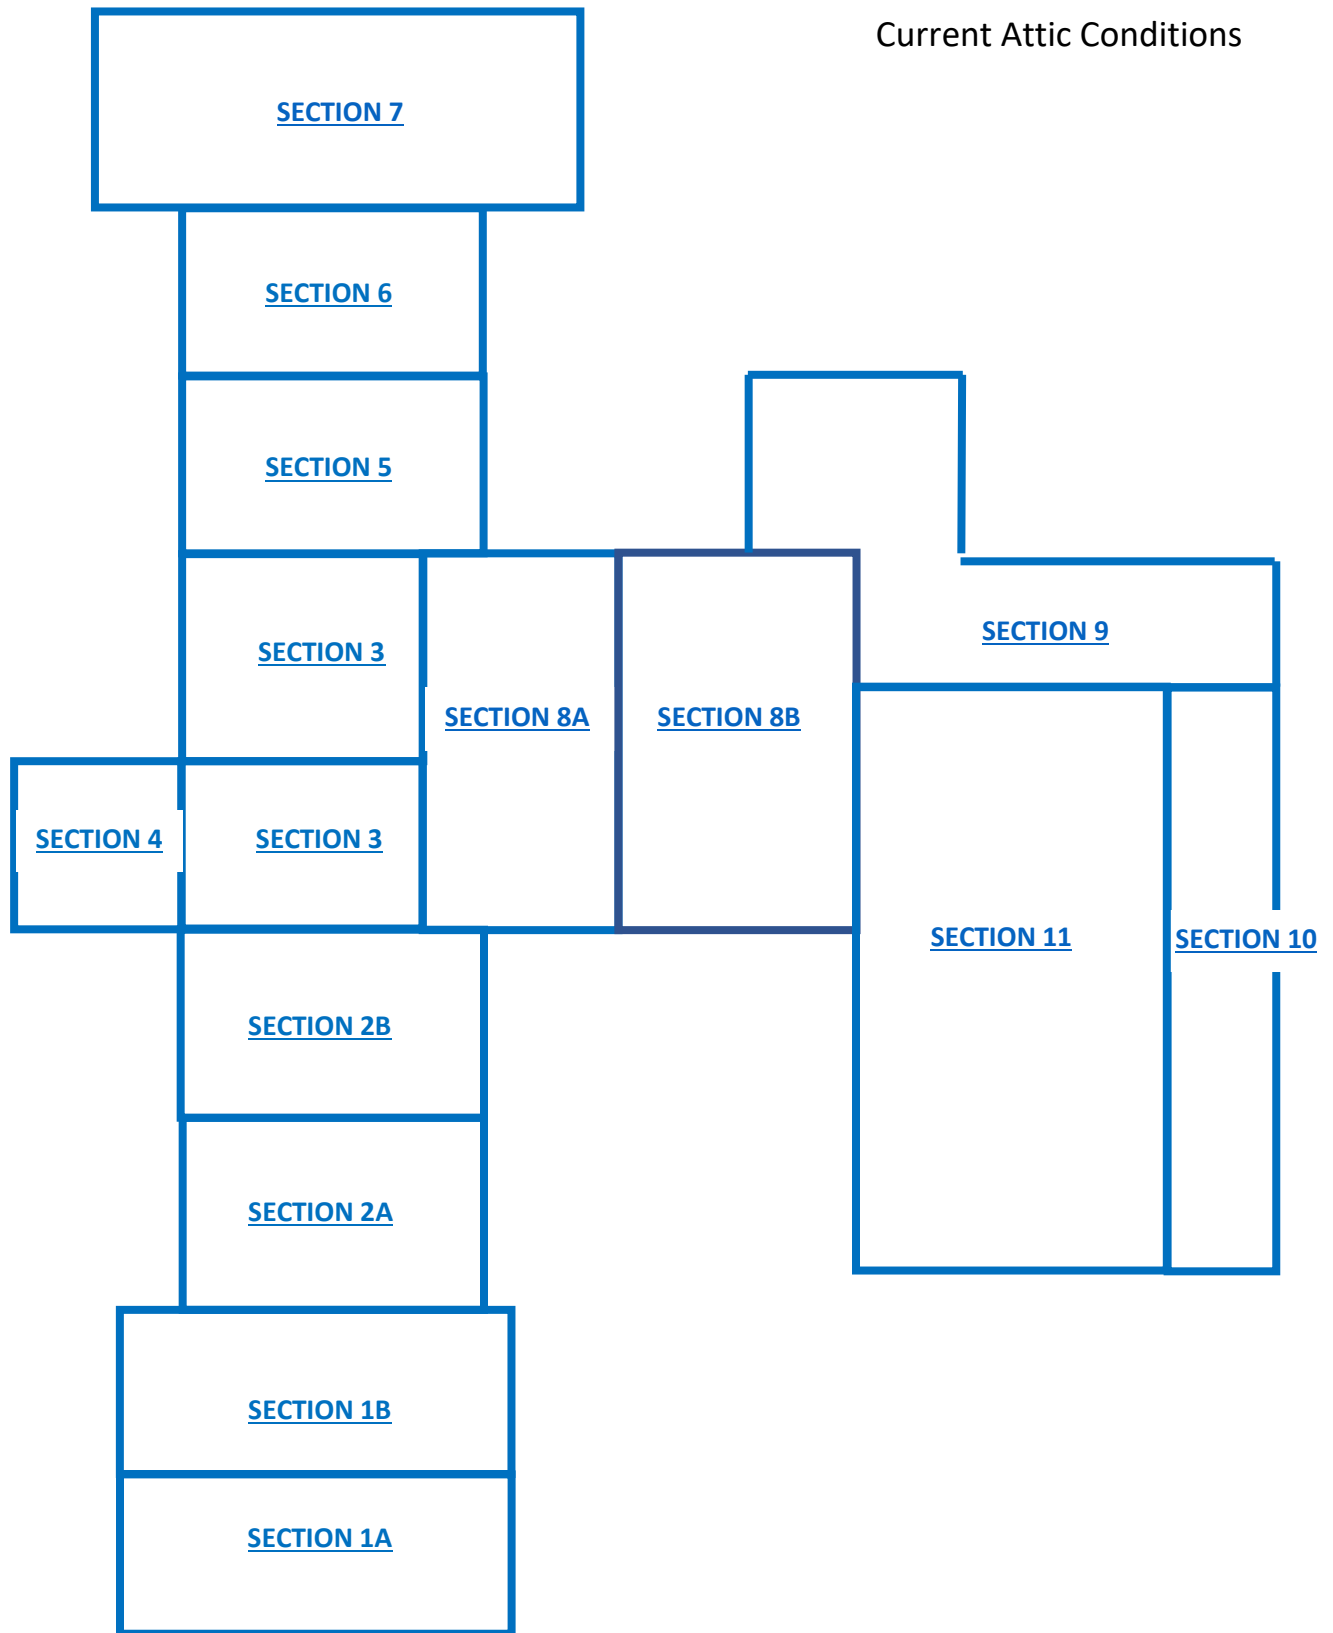 Current Attic Conditions
SECTION 7
SECTION 6
SECTION 5
SECTION 9
SECTION 3
SECTION 8A
SECTION 8B
SECTION 4
SECTION 3
SECTION 11
SECTION 10
SECTION 2B
SECTION 2A
SECTION 1B
SECTION 1A